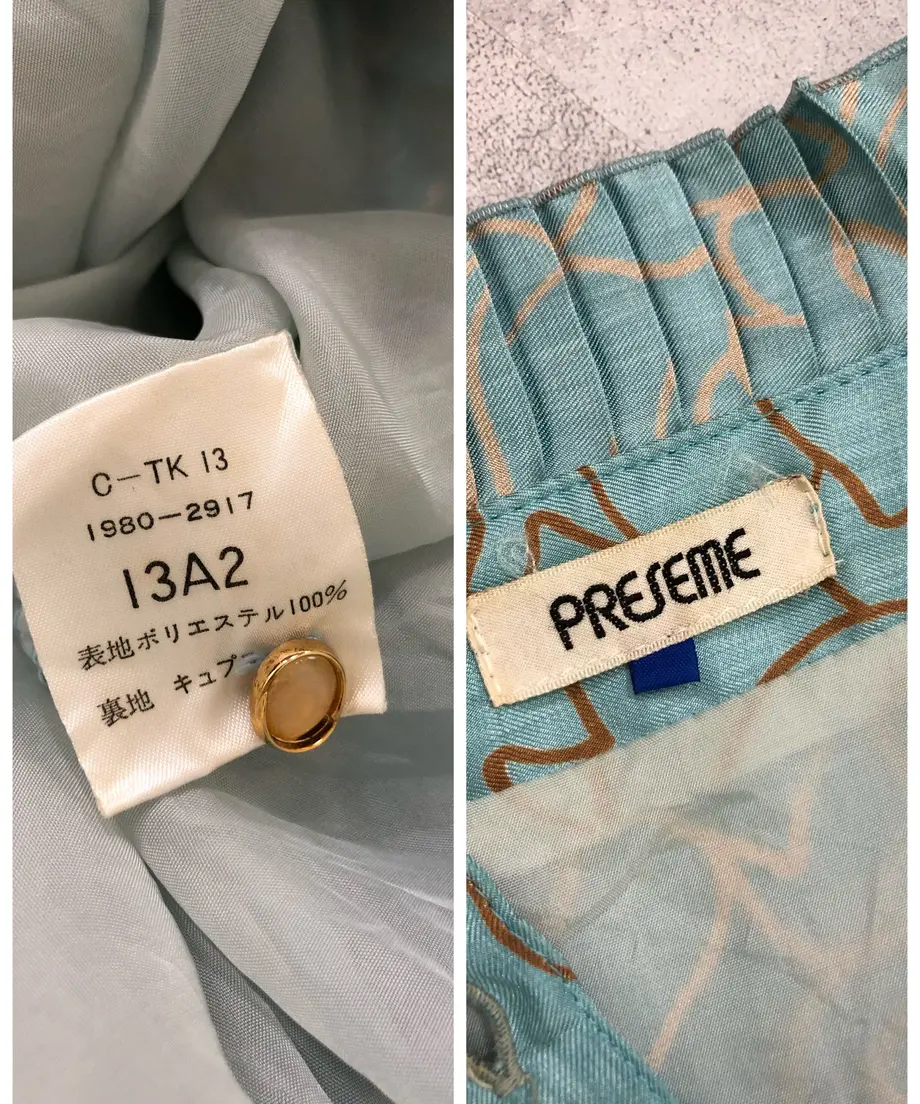 C-TK 13
1980-2917
13A2
表地ポリエステル100%
裏地 キュプ
PRESEME